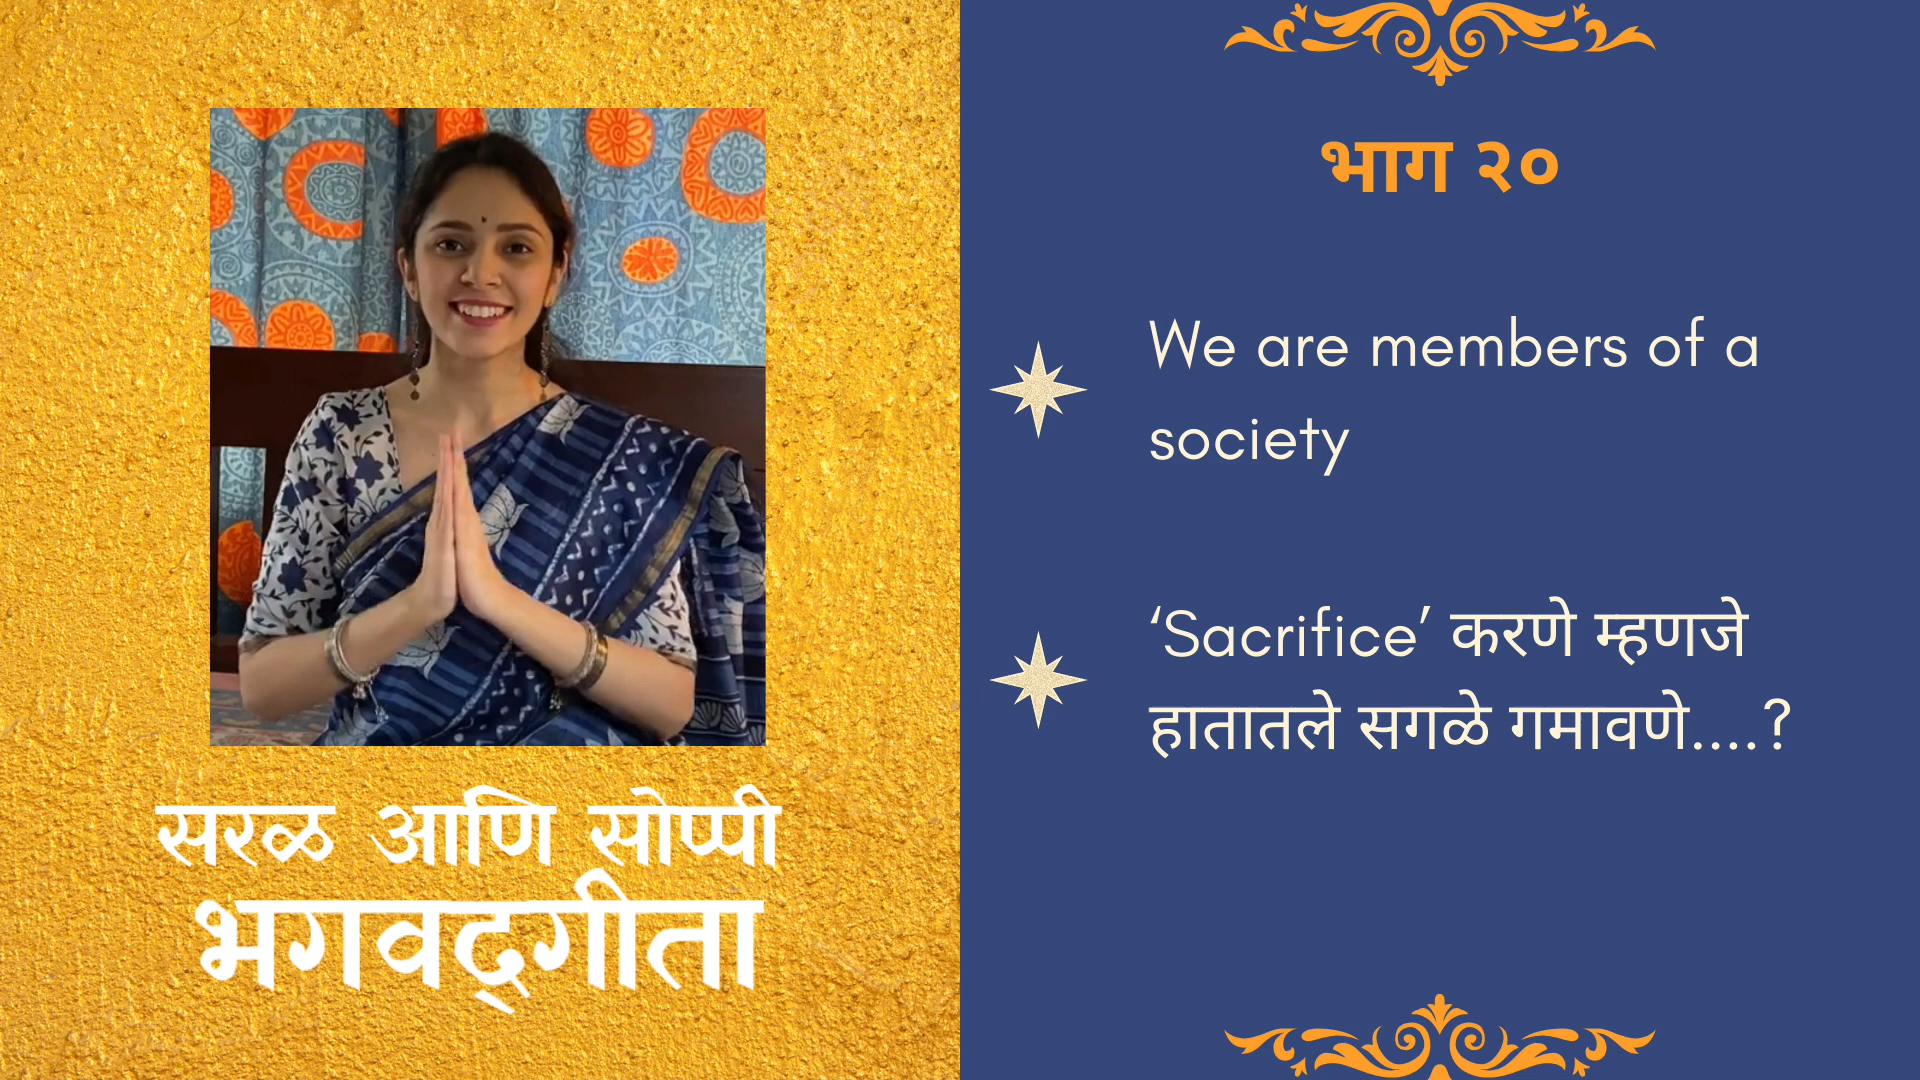 सरळ आणि सोप्पी
भगवद्‌गीता
भाग २०
We are members of a
society
‘Sacrifice’ करणे म्हणजे
हातातले सगळे गमावणे....?